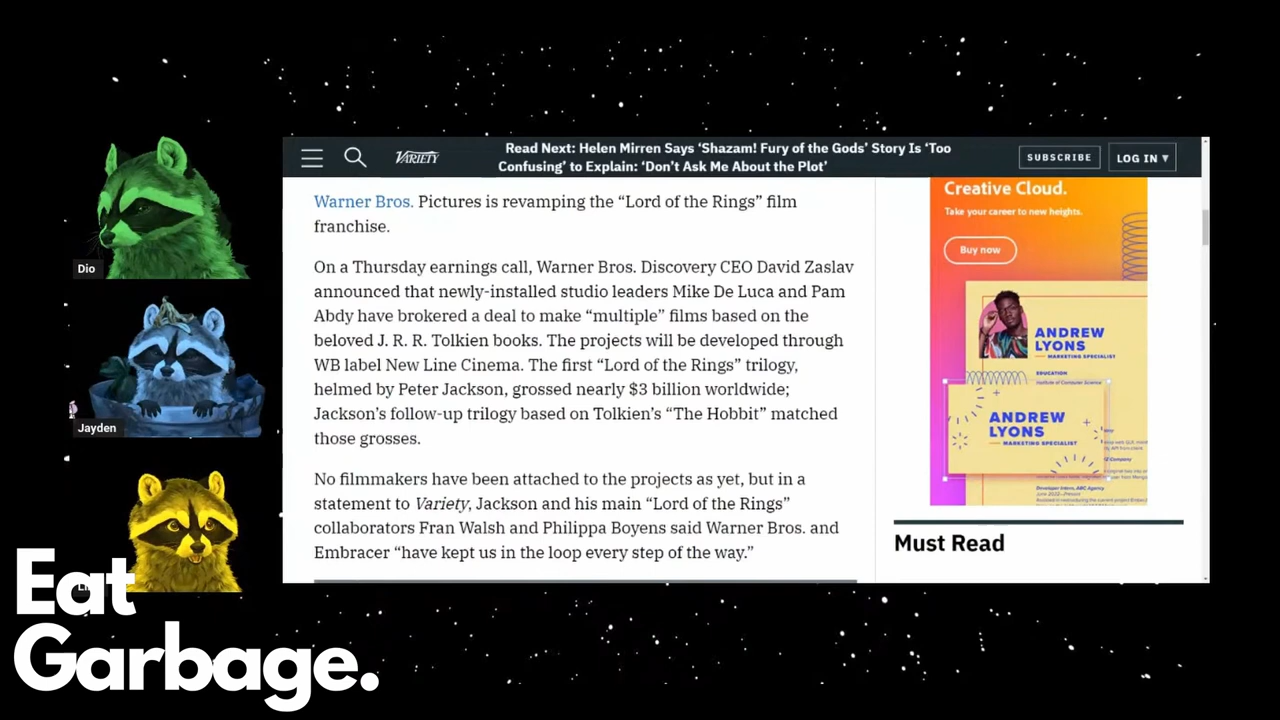 Read Next: Helen Mirren Says ‘Shazam! Fury of the Gods’ Story Is ‘Too
Confusing’ to Explain: ‘Don’t Ask Me About the Plot’
VARIETY
SUBSCRIBE
LOG IN ▾
Dio
Jayden
Warner Bros. Pictures is revamping the “Lord of the Rings” film
franchise.
On a Thursday earnings call, Warner Bros. Discovery CEO David Zaslav
announced that newly-installed studio leaders Mike De Luca and Pam
Abdy have brokered a deal to make “multiple” films based on the
beloved J. R. R. Tolkien books. The projects will be developed through
WB label New Line Cinema. The first “Lord of the Rings” trilogy,
helmed by Peter Jackson, grossed nearly $3 billion worldwide;
Jackson’s follow-up trilogy based on Tolkien’s “The Hobbit” matched
those grosses.
No filmmakers have been attached to the projects as yet, but in a
statement to Variety, Jackson and his main “Lord of the Rings”
collaborators Fran Walsh and Philippa Boyens said Warner Bros. and
Embracer “have kept us in the loop every step of the way.”
Creative Cloud.
Take your career to new heights.
Buy now
ANDREW
LYONS
MARKETING SPECIALIST
EDUCATION
Institute of Computer Science
ANDREW
LYONS
MARKETING SPECIALIST
Must Read
Eat
Garbage.